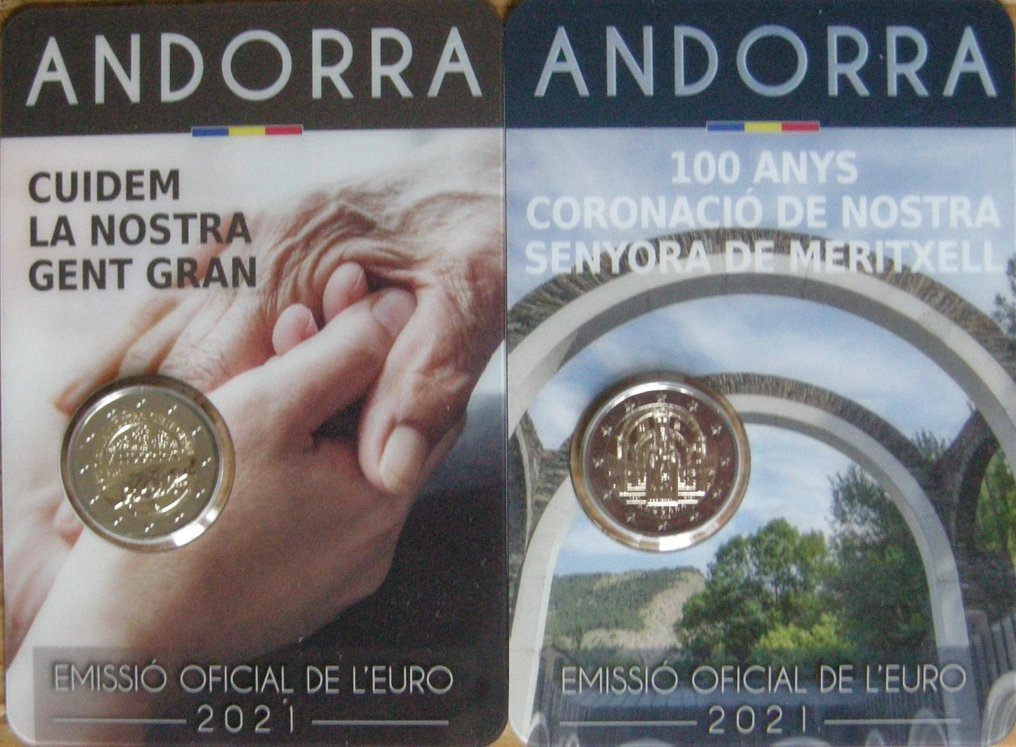 ANDORRA
CUIDEM
LA NOSTRA
GENT GRAN
EMISSIÓ OFICIAL DE L'EURO
2021
ANDORRA
100 ANYS
CORONACIÓ DE NOSTRA
SENYORA DE MERITXELL
EMISSIÓ OFICIAL DE L'EURO
2021